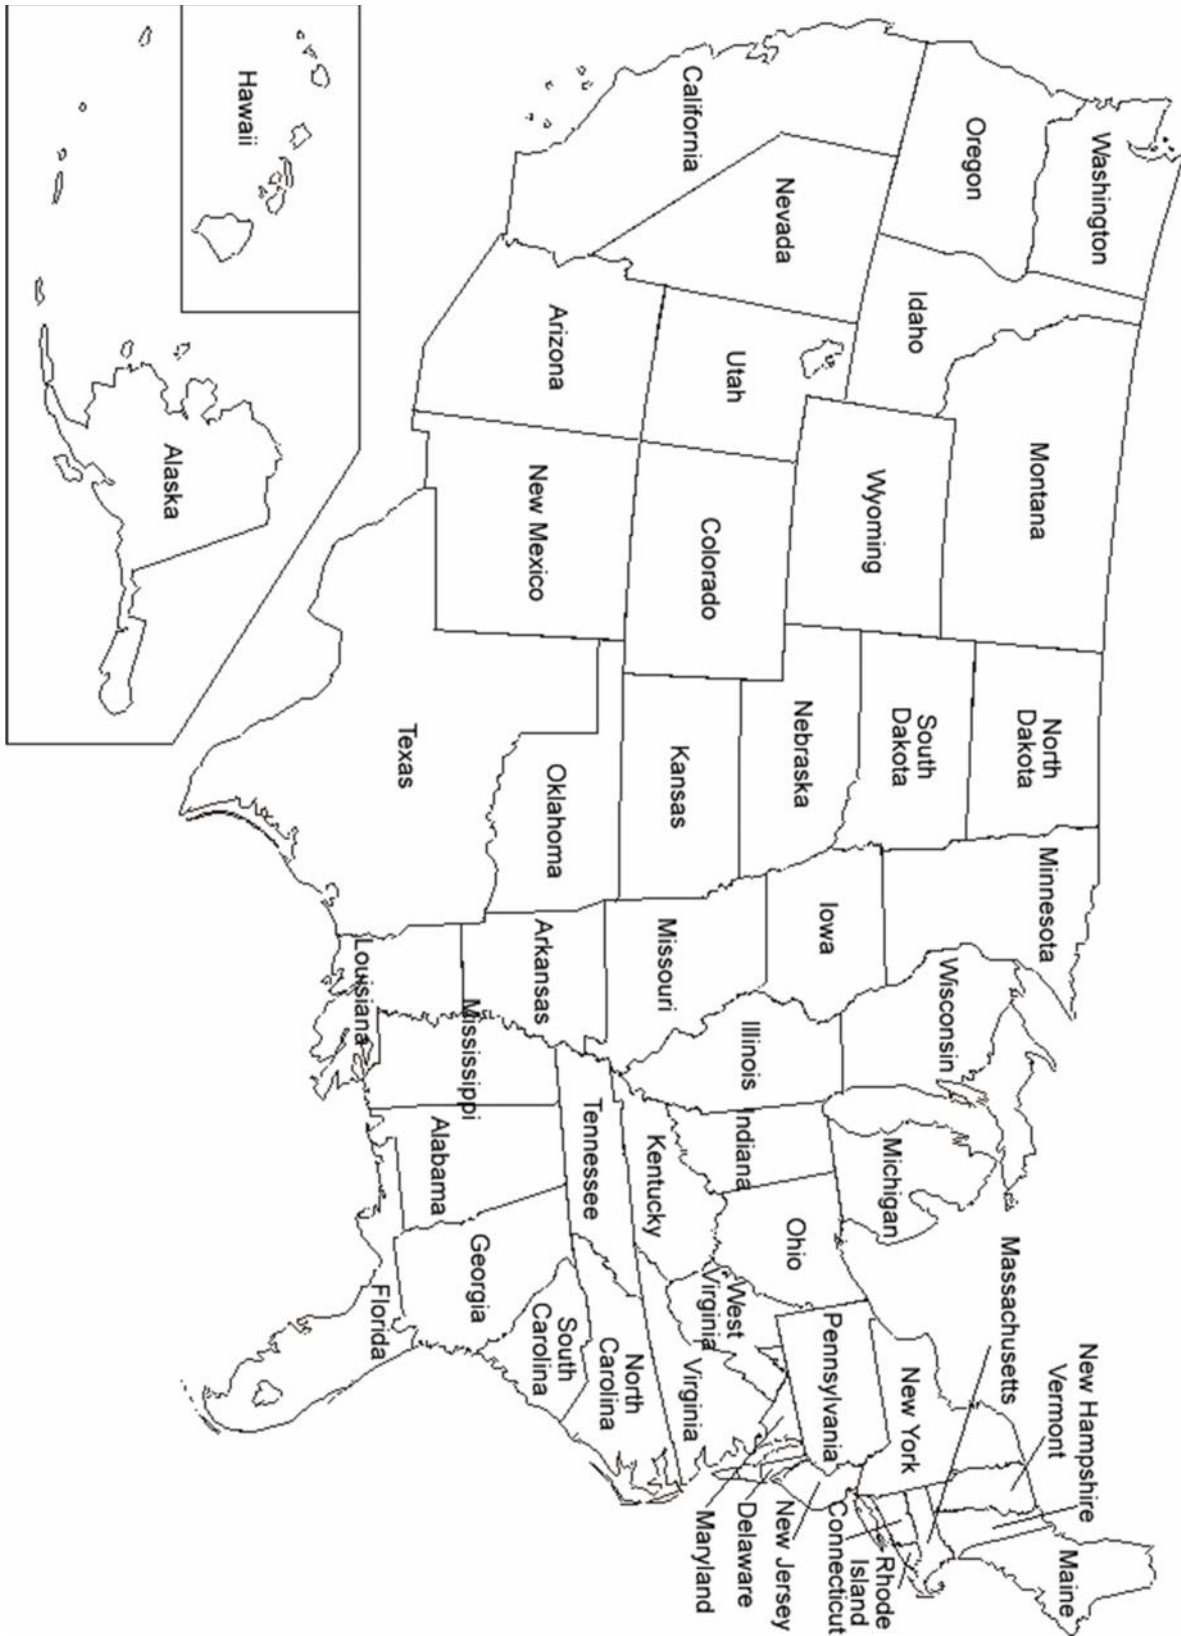 Washington
Oregon
California
Nevada
Idaho
Montana
Wyoming
Utah
Arizona
Colorado
New Mexico
North
Dakota
South
Dakota
Nebraska
Kansas
Oklahoma
Texas
Minnesota
Iowa
Missouri
Arkansas
Louisiana
Wisconsin
Illinois
Mississippi
Michigan
Indiana
Ohio
Kentucky
Tennessee
Alabama
Georgia
Florida
South
Carolina
North
Carolina
West
Virginia
Virginia
Pennsylvania
New York
Massachusetts
Vermont
New Hampshire
Maine
Rhode
Island
Connecticut
New Jersey
Delaware
Maryland
Hawaii
Alaska